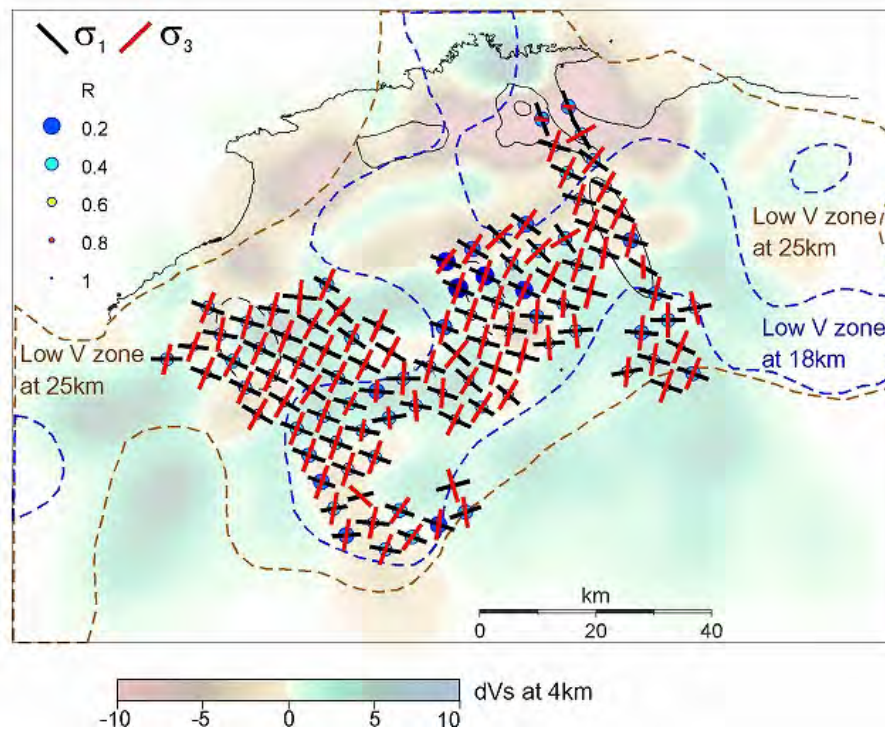 σ1 σ3
R
0.2
0.4
0.6
0.8
1
Low V zone
at 25km
Low V zone
at 25km
Low V zone
at 18km
km
0 20 40
dVs at 4km
-10 -5 0 5 10